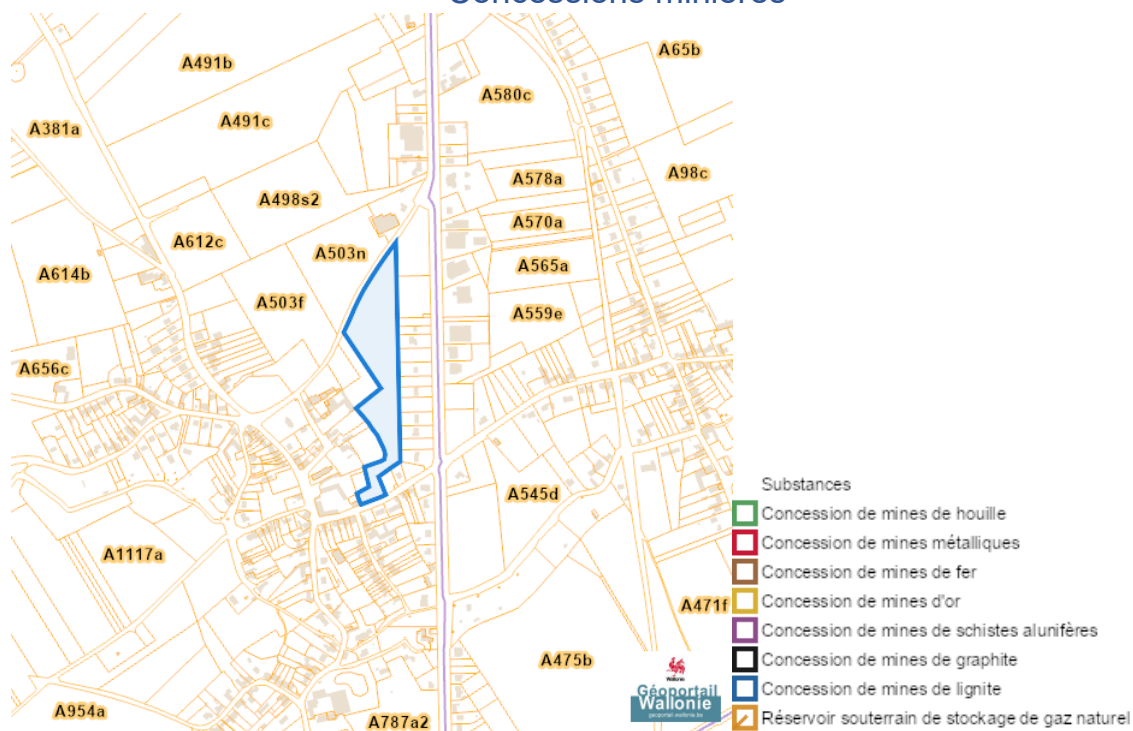 Concessions minières
A65b
A491b
A580c
A491c
A381a
A98c
A578a
A498s2
A570a
A612c
A503n
A565a
A614b
A503f
A559e
A656c
A545d
A1117a
A471f
A475b
A954a
A787a2
Wallonie
Géoportail
Wallonie
geoportail.wallonie.be
Substances
Concession de mines de houille
Concession de mines métalliques
Concession de mines de fer
Concession de mines d'or
Concession de mines de schistes alunifères
Concession de mines de graphite
Concession de mines de lignite
Réservoir souterrain de stockage de gaz naturel